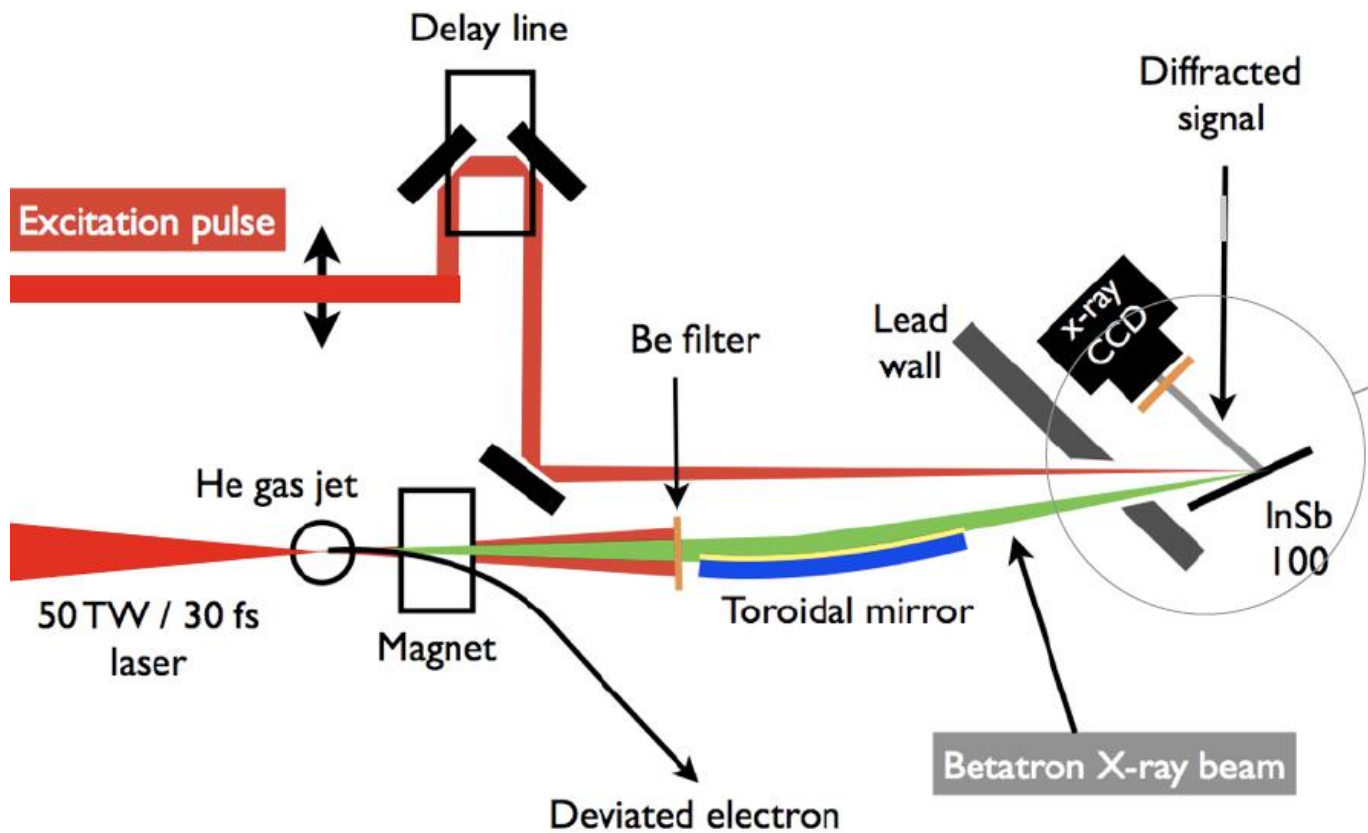 Delay line
Diffracted
signal
Excitation pulse
x-ray
CCD
Lead
wall
Be filter
He gas jet
InSb
100
50 TW / 30 fs
laser
Magnet
Toroidal mirror
Betatron X-ray beam
Deviated electron